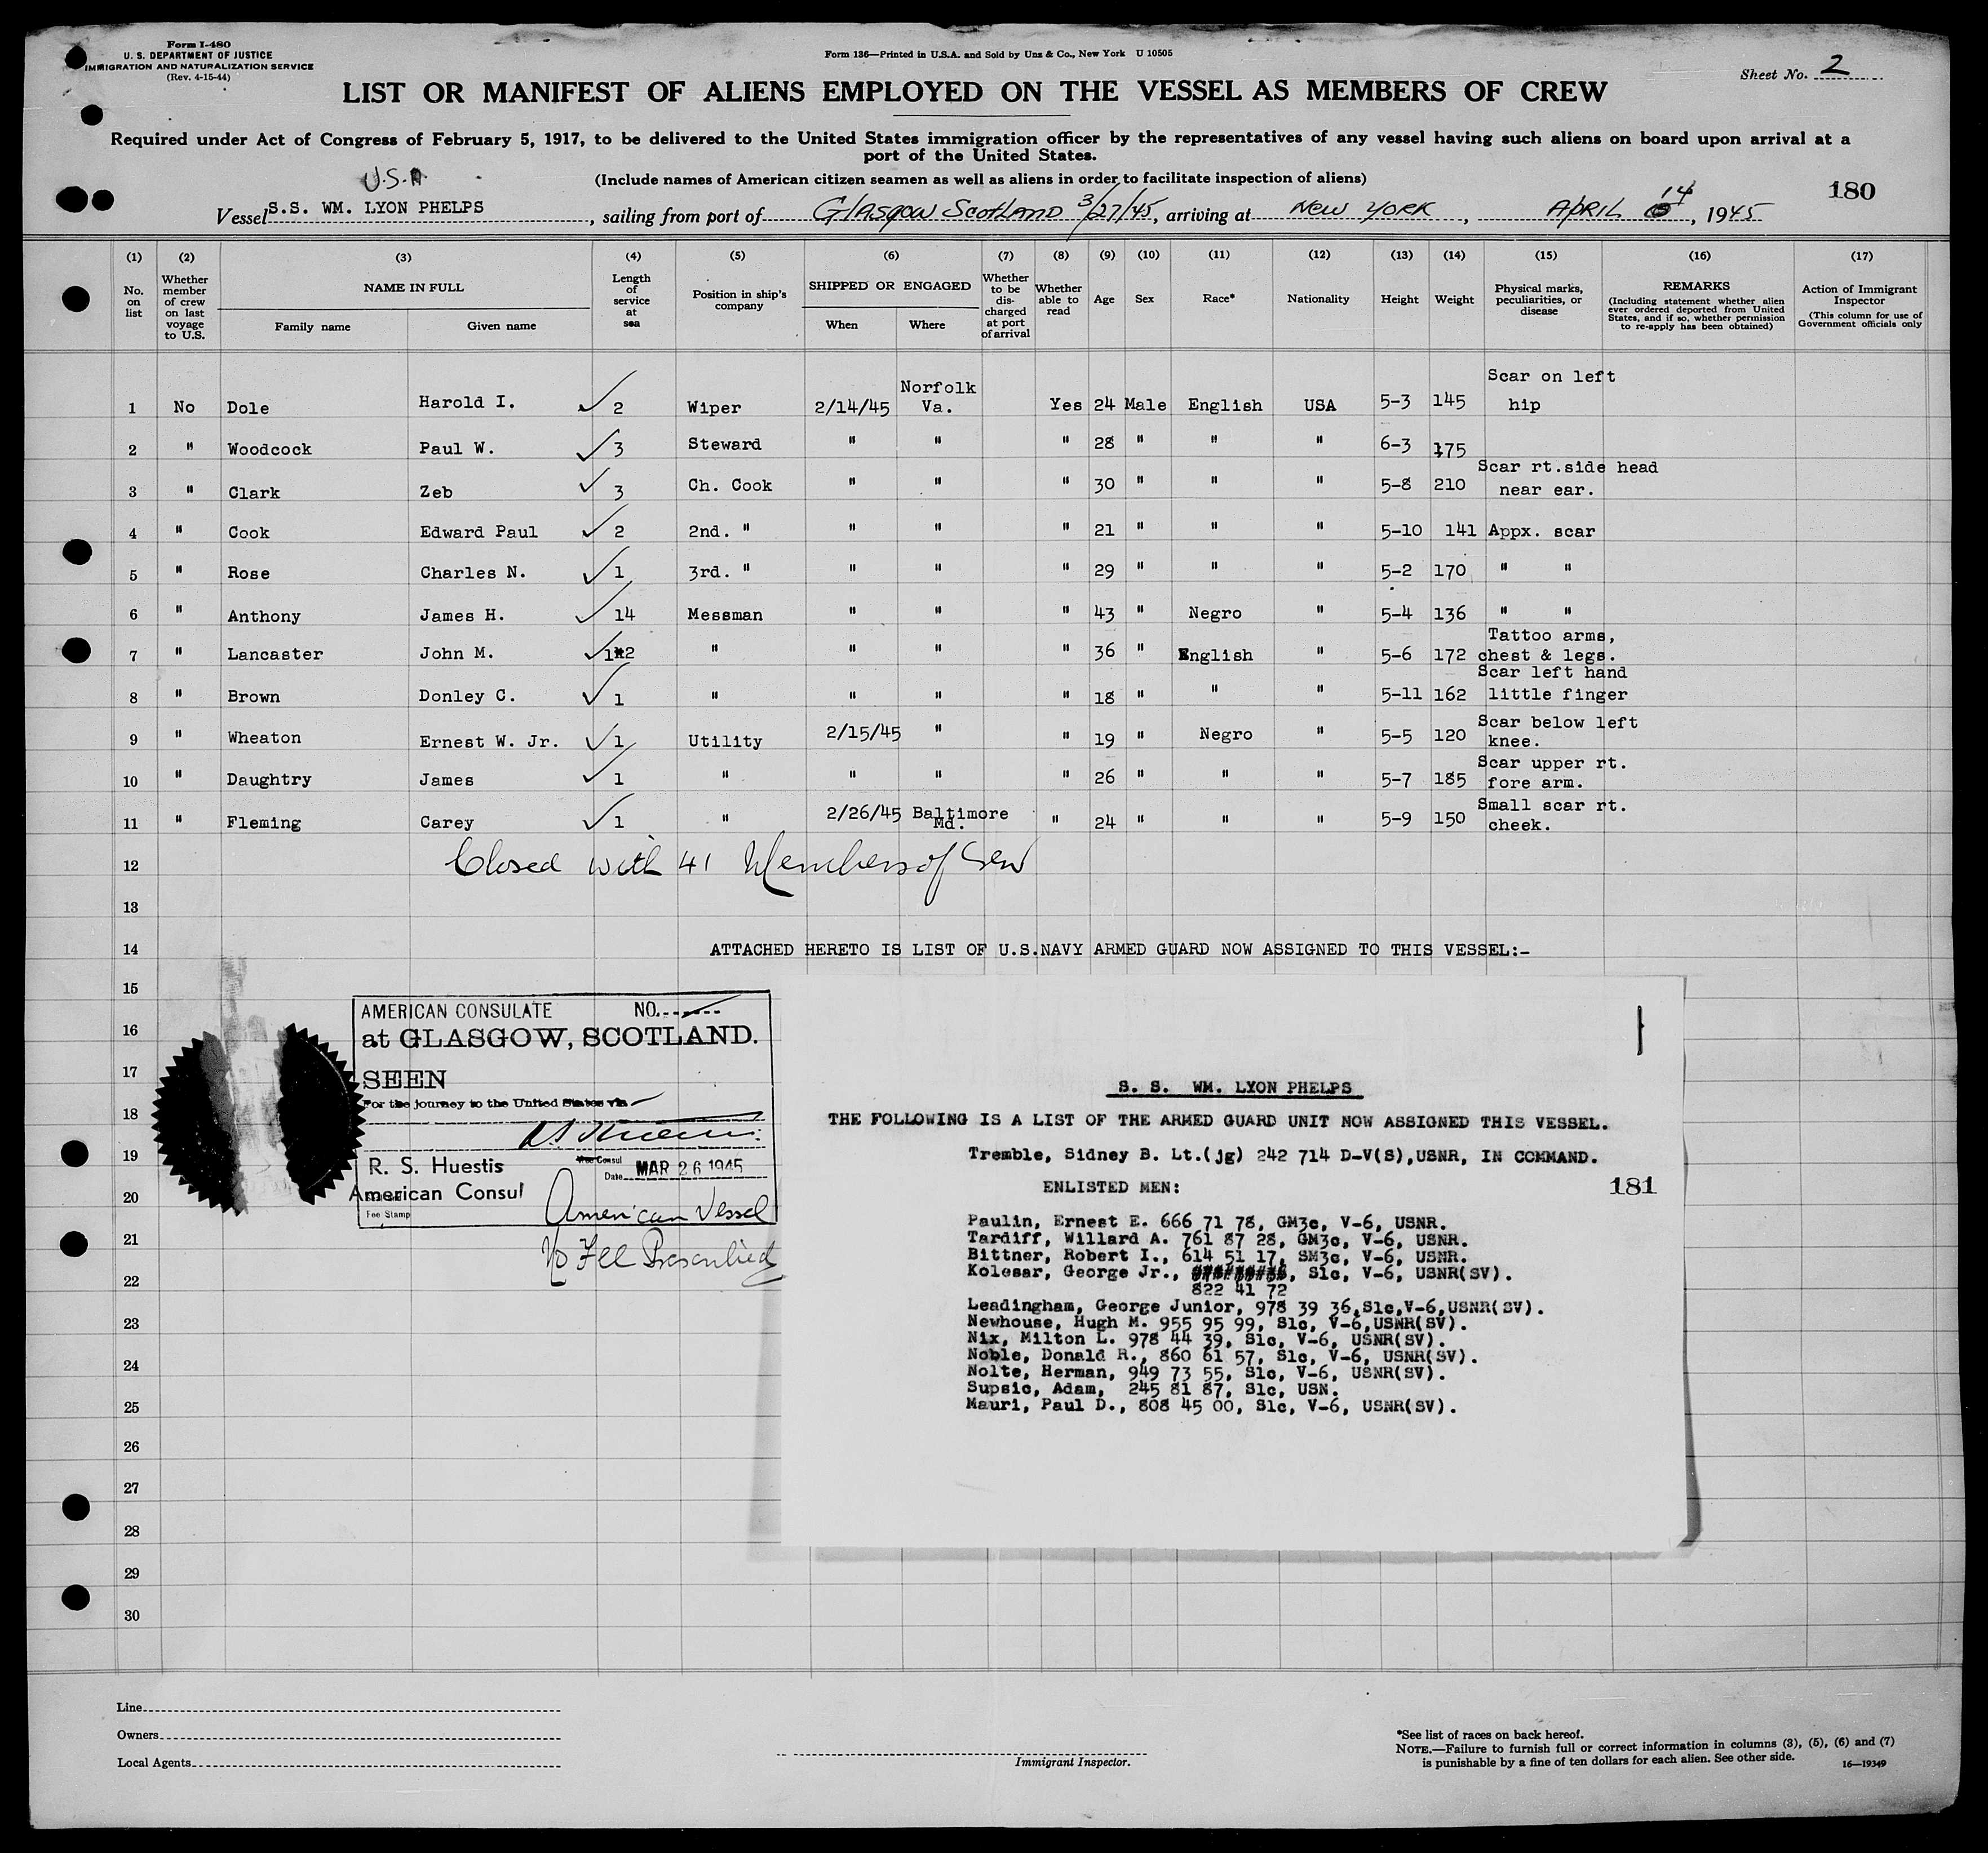 Form I-480
U. S. DEPARTMENT OF JUSTICE
IMMIGRATION AND NATURALIZATION SERVICE
(Rev. 4-15-44)
Form 136—Printed in U.S.A. and Sold by Unz & Co., New York U 10505
Sheet No. 2
LIST OR MANIFEST OF ALIENS EMPLOYED ON THE VESSEL AS MEMBERS OF CREW
Required under Act of Congress of February 5, 1917, to be delivered to the United States immigration officer by the representatives of any vessel having such aliens on board upon arrival at a
port of the United States.
U.S.A
(Include names of American citizen seamen as well as aliens in order to facilitate inspection of aliens)
180
Vessel S.S. WM. LYON PHELPS, sailing from port of Glasgow Scotland 3/27/45, arriving at NEW YORK, APRIL 14, 1945
(1) No. on list
(2) Whether member of crew on last voyage to U.S.
(3) NAME IN FULL Family name Given name
(4) Length of service at sea
(5) Position in ship's company
(6) SHIPPED OR ENGAGED When Where
(7) Whether to be discharged at port of arrival
(8) Whether able to read
(9) Age
(10) Sex
(11) Race*
(12) Nationality
(13) Height
(14) Weight
(15) Physical marks, peculiarities, or disease
(16) REMARKS (Including statement whether alien ever ordered deported from United States, and if so, whether permission to re-apply has been obtained)
(17) Action of Immigrant Inspector (This column for use of Government officials only
1 No Dole Harold I. 2 Wiper 2/14/45 Norfolk Va. Yes 24 Male English USA 5-3 145 Scar on left hip
2 " Woodcock Paul W. 3 Steward " " " 28 " " " 6-3 175
3 " Clark Zeb 3 Ch. Cook " " " 30 " " " 5-8 210 Scar rt.side head near ear.
4 " Cook Edward Paul 2 2nd. " " " " 21 " " " 5-10 141 Appx. scar
5 " Rose Charles N. 1 3rd. " " " " 29 " " " 5-2 170 " "
6 " Anthony James H. 14 Messman " " " 43 " Negro " 5-4 136 " "
7 " Lancaster John M. 12 " " " " 36 " English " 5-6 172 Tattoo arms, chest & legs.
8 " Brown Donley C. 1 " " " " 18 " " " 5-11 162 Scar left hand little finger
9 " Wheaton Ernest W. Jr. 1 Utility 2/15/45 " " 19 " Negro " 5-5 120 Scar below left knee.
10 " Daughtry James 1 " " " " 26 " " " 5-7 185 Scar upper rt. fore arm.
11 " Fleming Carey 1 " 2/26/45 Baltimore Md. " 24 " " " 5-9 150 Small scar rt. cheek.
12 Closed with 41 Members of Crew
13
14 ATTACHED HERETO IS LIST OF U.S.NAVY ARMED GUARD NOW ASSIGNED TO THIS VESSEL:-
15
16
17
18
19
20
21
22
23
24
25
26
27
28
29
30
AMERICAN CONSULATE NO.
at GLASGOW, SCOTLAND.
SEEN
For the journey to the United States via
R. S. Huestis
Vice Consul
Date MAR 26 1945
American Consul
Fee Stamp
American Vessel
No Fee Prescribed
S. S. WM. LYON PHELPS
THE FOLLOWING IS A LIST OF THE ARMED GUARD UNIT NOW ASSIGNED THIS VESSEL.
Tremble, Sidney B. Lt.(jg) 242 714 D-V(S),USNR, IN COMMAND.
ENLISTED MEN:
181
Paulin, Ernest E. 666 71 78, GM3c, V-6, USNR.
Tardiff, Willard A. 761 87 28, GM3c, V-6, USNR.
Bittner, Robert I., 614 51 17, SM3c, V-6, USNR.
Kolesar, George Jr., S1c, V-6, USNR(SV).
822 41 72
Leadingham, George Junior, 978 39 36,S1c,V-6,USNR(SV).
Newhouse, Hugh M. 955 95 99, S1c, V-6,USNR(SV).
Nix, Milton L. 978 44 39, S1c, V-6, USNR(SV).
Noble, Donald R., 860 61 57, S1c, V-6, USNR(SV).
Nolte, Herman, 949 73 55, S1c, V-6, USNR(SV).
Supsic, Adam, 245 81 87, S1c, USN.
Mauri, Paul D., 808 45 00, S1c, V-6, USNR(SV).
Line
Owners
Local Agents
Immigrant Inspector.
*See list of races on back hereof.
NOTE.—Failure to furnish full or correct information in columns (3), (5), (6) and (7)
is punishable by a fine of ten dollars for each alien. See other side.
16—19349